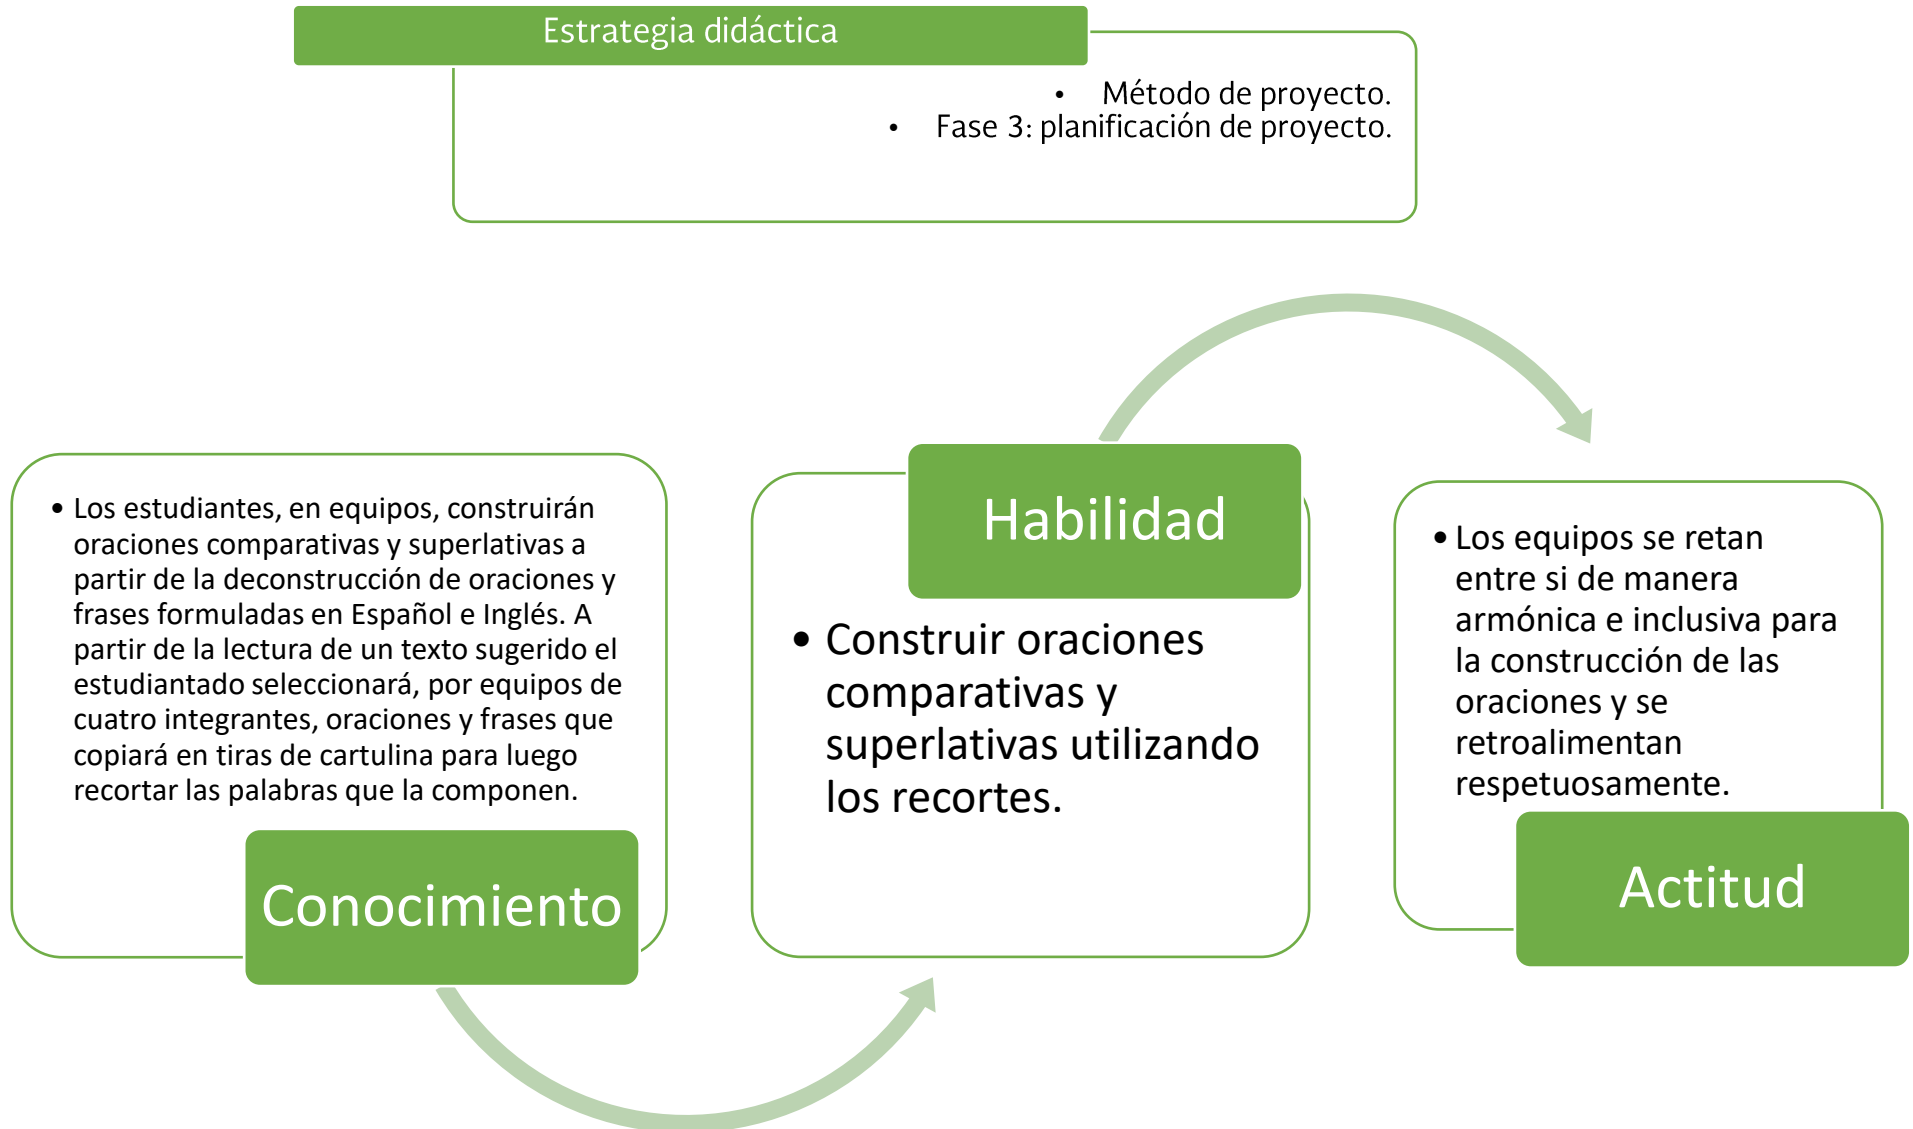 Estrategia didáctica
• Método de proyecto.
• Fase 3: planificación de proyecto.
• Los estudiantes, en equipos, construirán
oraciones comparativas y superlativas a
partir de la deconstrucción de oraciones y
frases formuladas en Español e Inglés. A
partir de la lectura de un texto sugerido el
estudiantado seleccionará, por equipos de
cuatro integrantes, oraciones y frases que
copiará en tiras de cartulina para luego
recortar las palabras que la componen.
Conocimiento
Habilidad
• Construir oraciones
comparativas y
superlativas utilizando
los recortes.
• Los equipos se retan
entre si de manera
armónica e inclusiva para
la construcción de las
oraciones y se
retroalimentan
respetuosamente.
Actitud